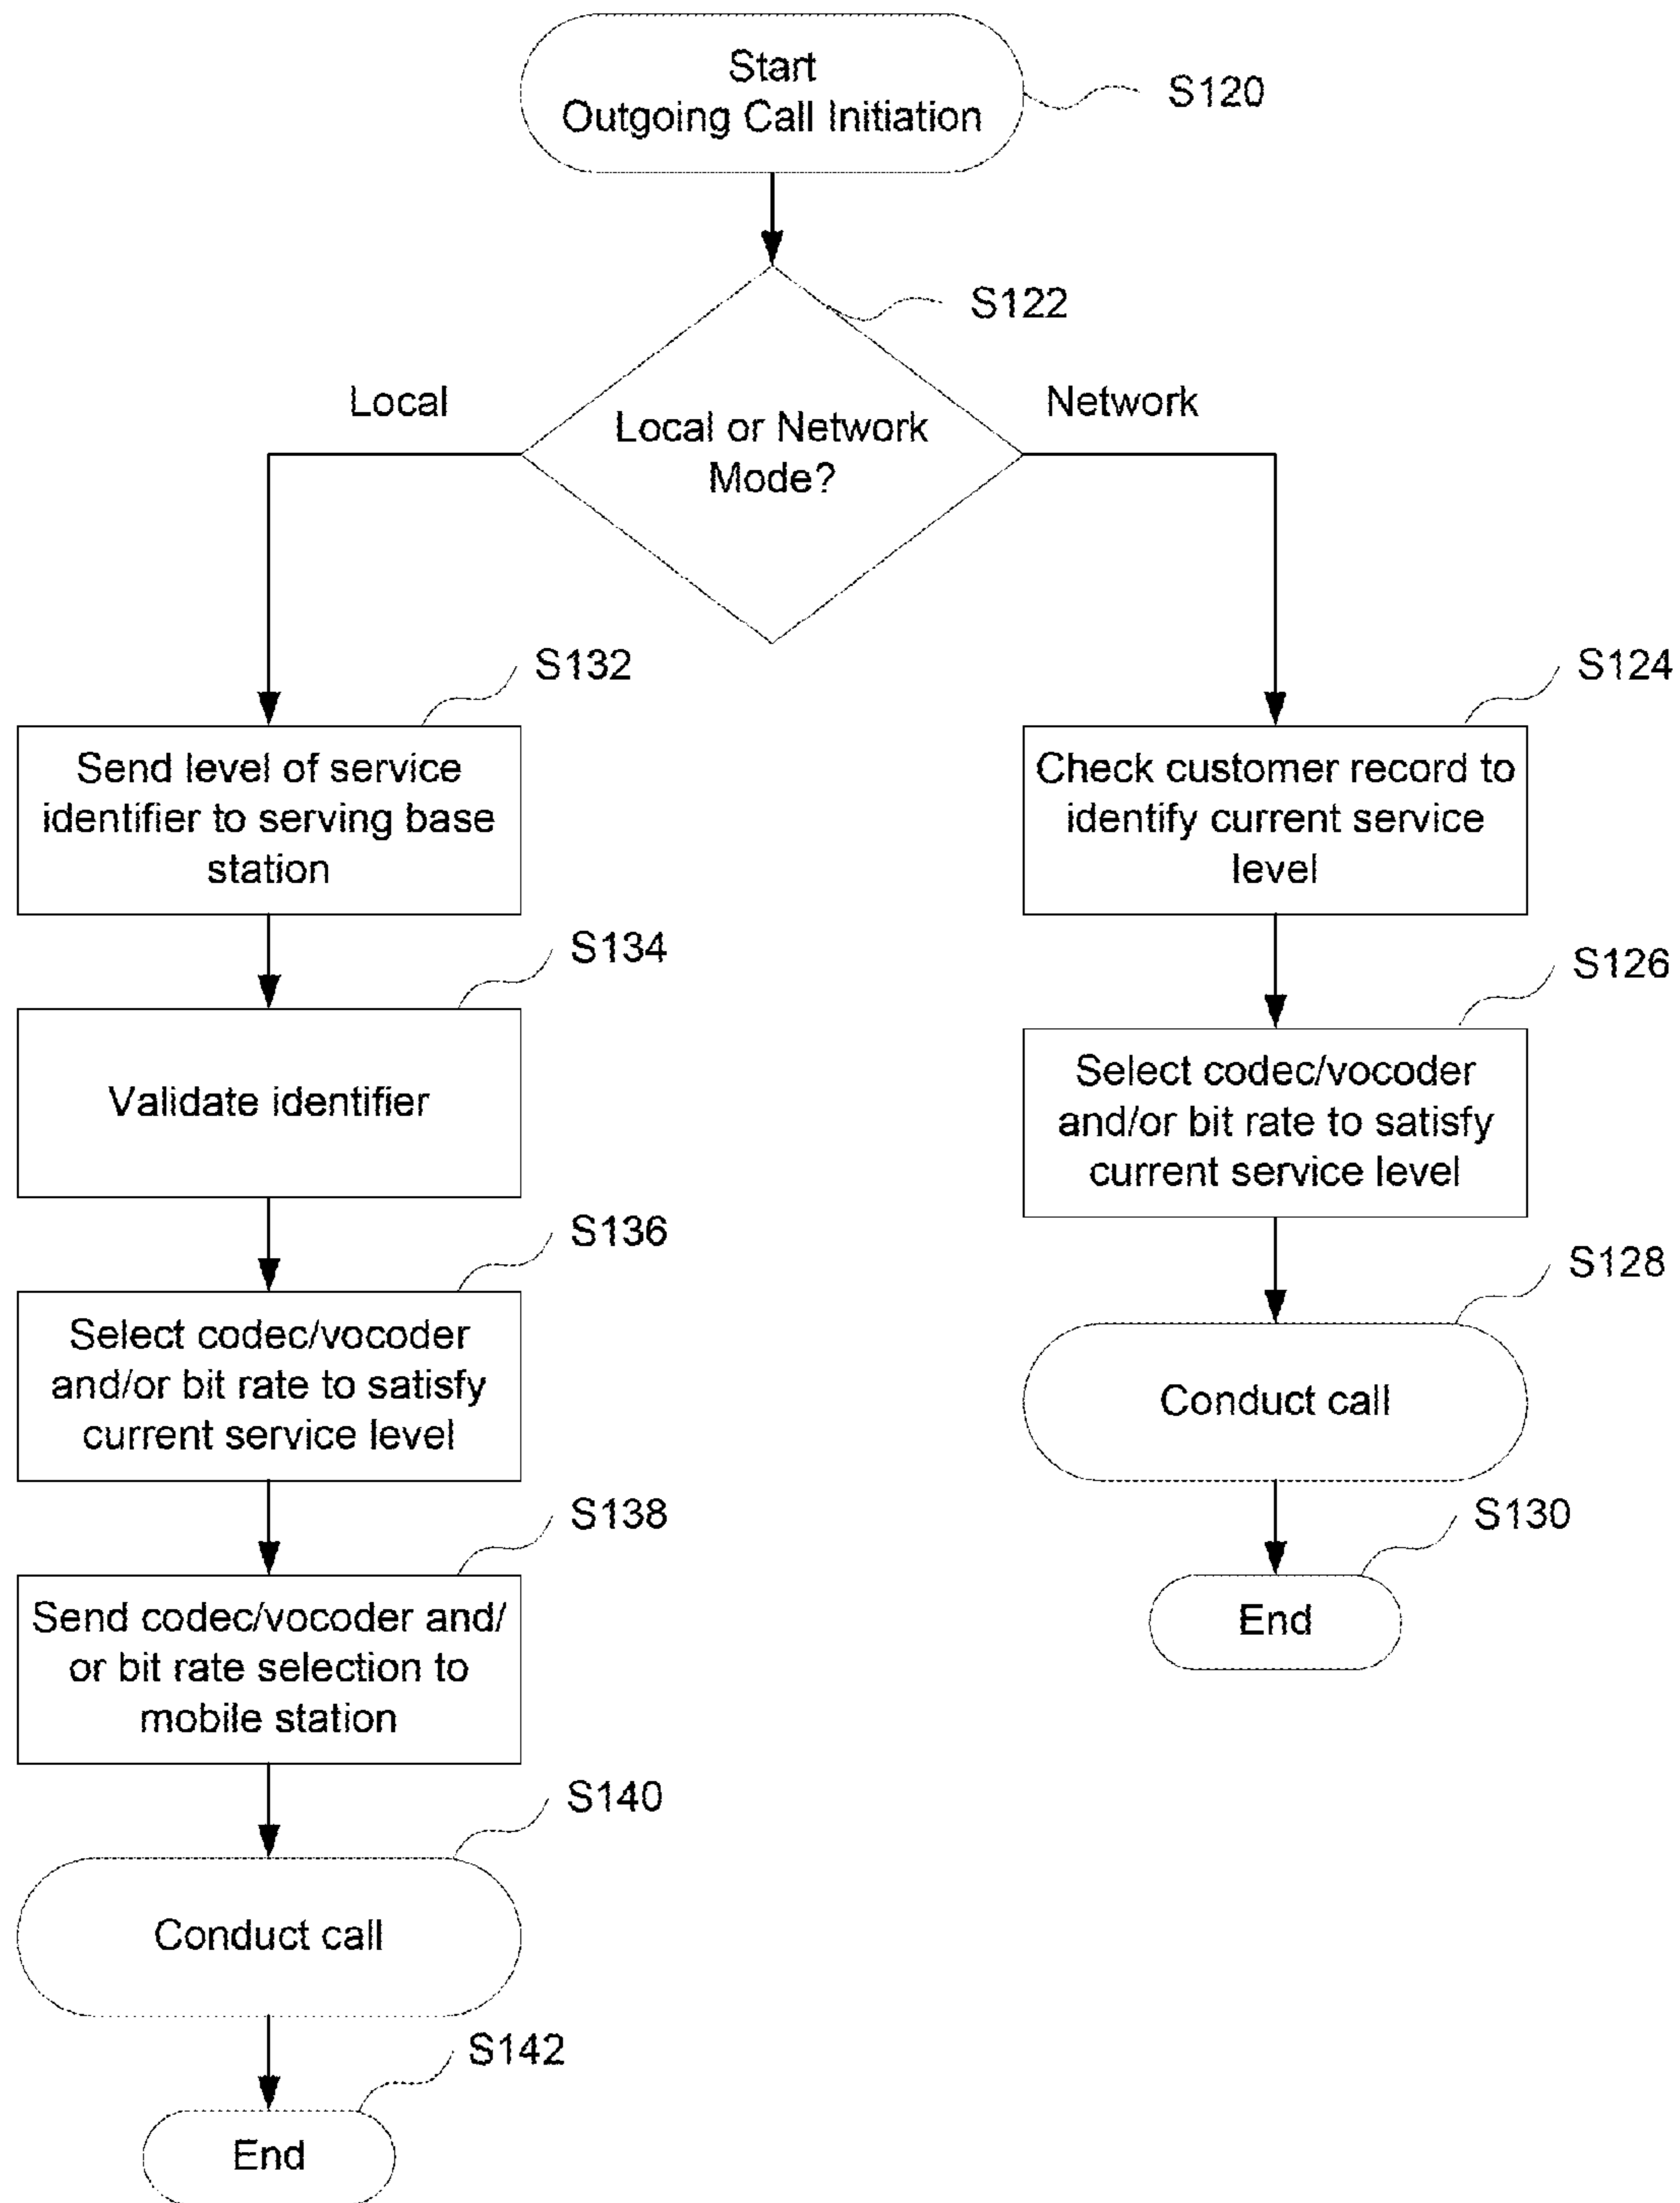 Start
Outgoing Call Initiation
S120
S122
Local
Network
Local or Network
Mode?
S132
Send level of service
identifier to serving base
station
S134
Validate identifier
S136
Select codec/vocoder
and/or bit rate to satisfy
current service level
S138
Send codec/vocoder and/
or bit rate selection to
mobile station
S140
Conduct call
S142
End
S124
Check customer record to
identify current service
level
S126
Select codec/vocoder
and/or bit rate to satisfy
current service level
S128
Conduct call
S130
End